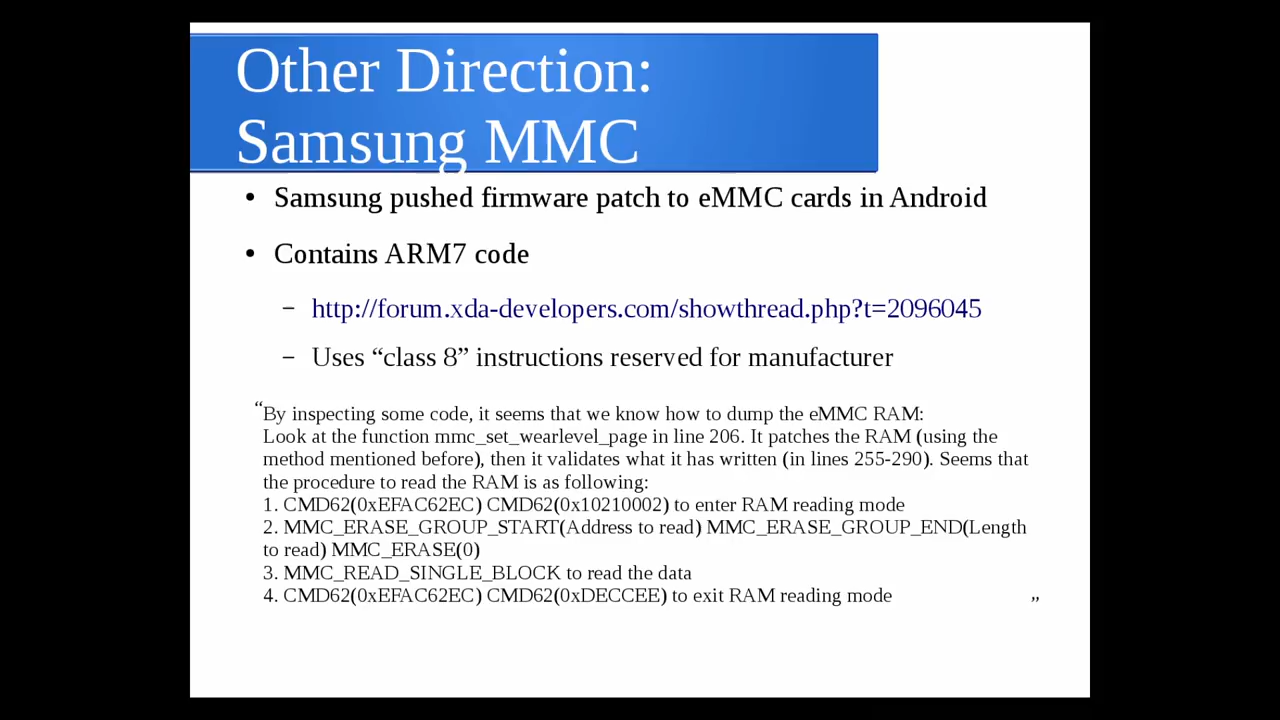 Other Direction:
Samsung MMC
• Samsung pushed firmware patch to eMMC cards in Android
• Contains ARM7 code
– http://forum.xda-developers.com/showthread.php?t=2096045
– Uses “class 8” instructions reserved for manufacturer
“By inspecting some code, it seems that we know how to dump the eMMC RAM:
Look at the function mmc_set_wearlevel_page in line 206. It patches the RAM (using the
method mentioned before), then it validates what it has written (in lines 255-290). Seems that
the procedure to read the RAM is as following:
1. CMD62(0xEFAC62EC) CMD62(0x10210002) to enter RAM reading mode
2. MMC_ERASE_GROUP_START(Address to read) MMC_ERASE_GROUP_END(Length
to read) MMC_ERASE(0)
3. MMC_READ_SINGLE_BLOCK to read the data
4. CMD62(0xEFAC62EC) CMD62(0xDECCEE) to exit RAM reading mode ”